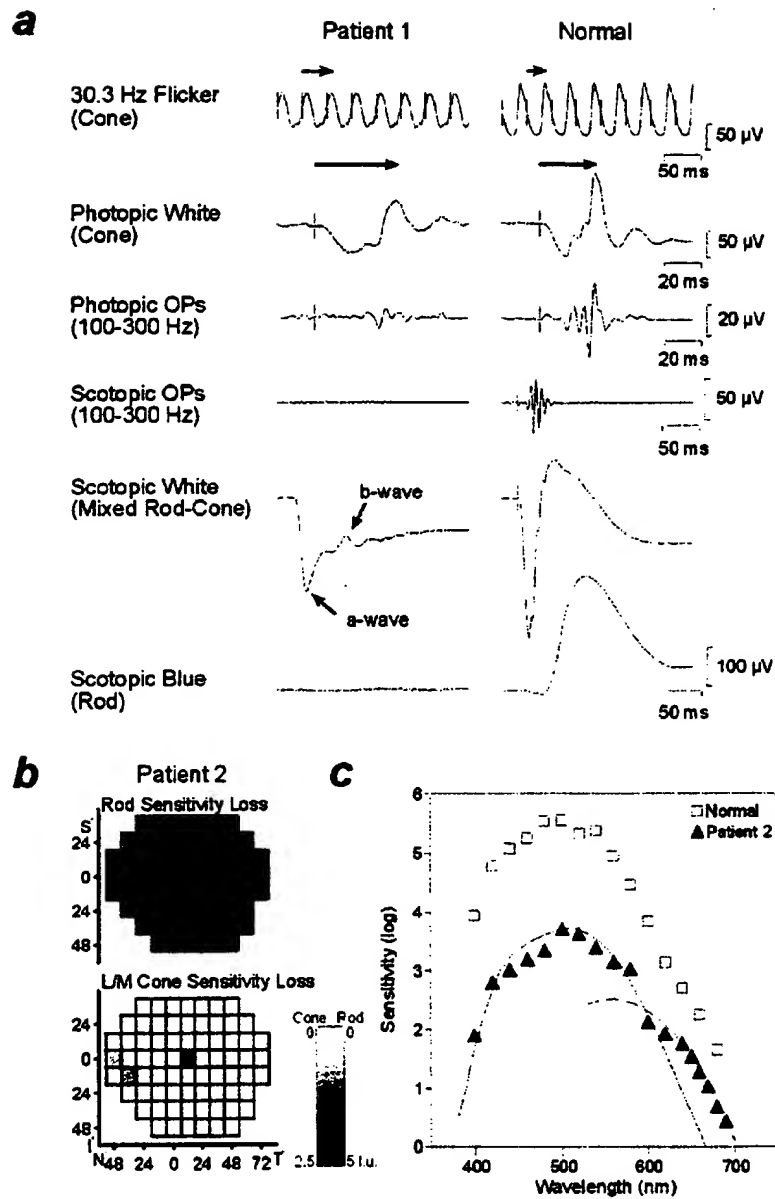 a
Patient 1 Normal
30.3 Hz Flicker
(Cone)
50 µV
50 ms
Photopic White
(Cone)
50 µV
20 ms
Photopic OPs
(100-300 Hz)
20 µV
20 ms
Scotopic OPs
(100-300 Hz)
50 µV
50 ms
Scotopic White
(Mixed Rod-Cone)
b-wave
a-wave
Scotopic Blue
(Rod)
100 µV
50 ms
b
Patient 2
Rod Sensitivity Loss
S
24
0
24
48
L/M Cone Sensitivity Loss
24
0
24
48
I
N 48 24 0 24 48 72 T
Cone Rod
0 0
2.5 5 l.u.
c
6
5
4
3
2
1
0
Sensitivity (log)
Normal
Patient 2
400 500 600 700
Wavelength (nm)